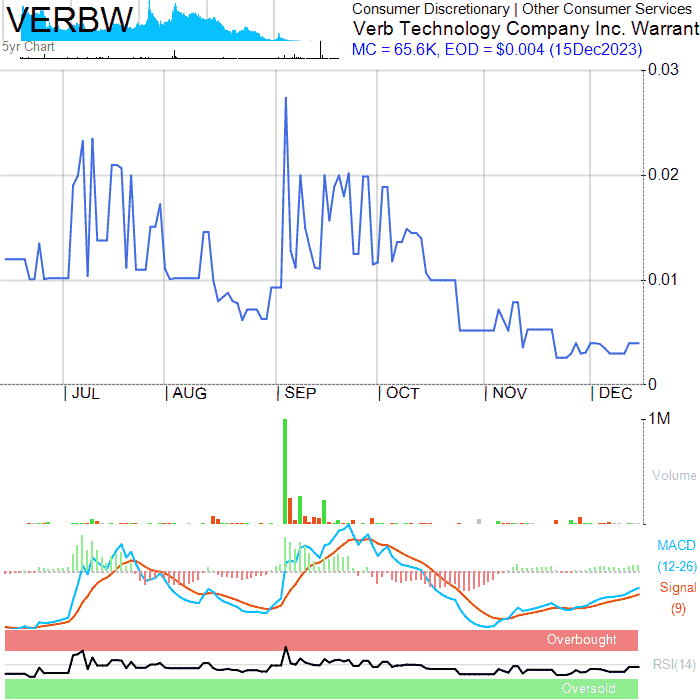 VERBW
5yr Chart
Consumer Discretionary | Other Consumer Services
Verb Technology Company Inc. Warrant
MC = 65.6K, EOD = $0.004 (15Dec2023)
0.03
0.02
0.01
0
| JUL | AUG | SEP | OCT | NOV | DEC
1M
Volume
MACD
(12-26)
Signal
(9)
Overbought
RSI(14)
Oversold